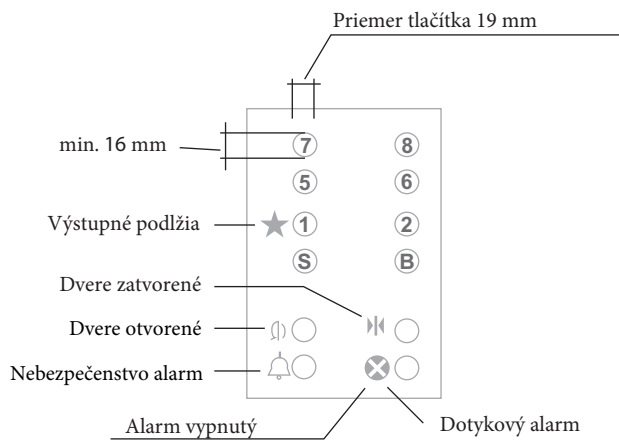 Priemer tlačítka 19 mm
min. 16 mm
7 8
5 6
Výstupné podlžia
1 2
S B
Dvere zatvorené
Dvere otvorené
Nebezpečenstvo alarm
Alarm vypnutý
Dotykový alarm